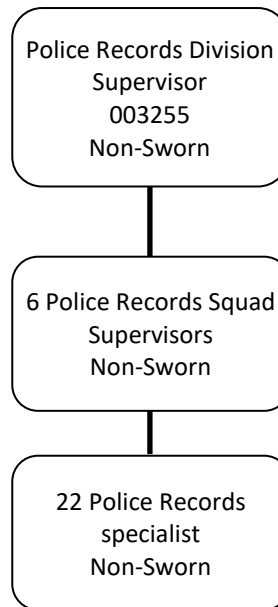 Police Records Division
Supervisor
003255
Non-Sworn
6 Police Records Squad
Supervisors
Non-Sworn
22 Police Records
specialist
Non-Sworn